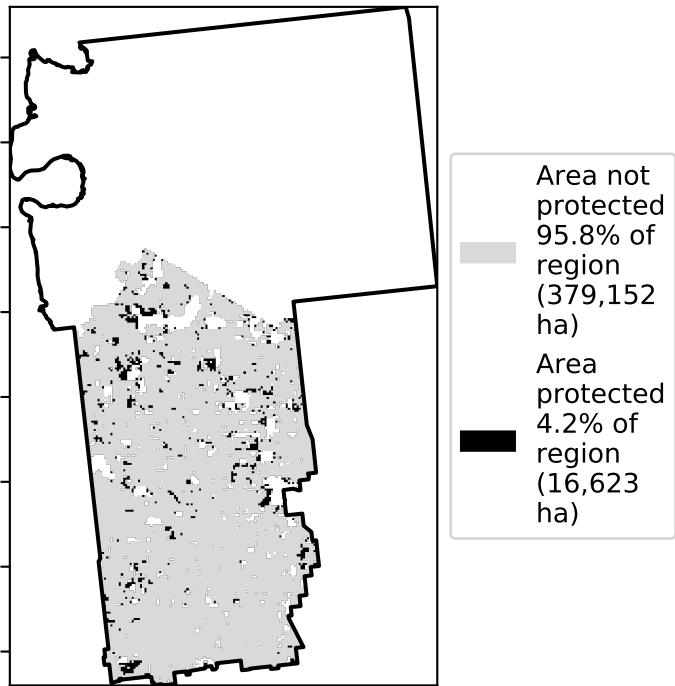 Area not
protected
95.8% of
region
(379,152
ha)
Area
protected
4.2% of
region
(16,623
ha)